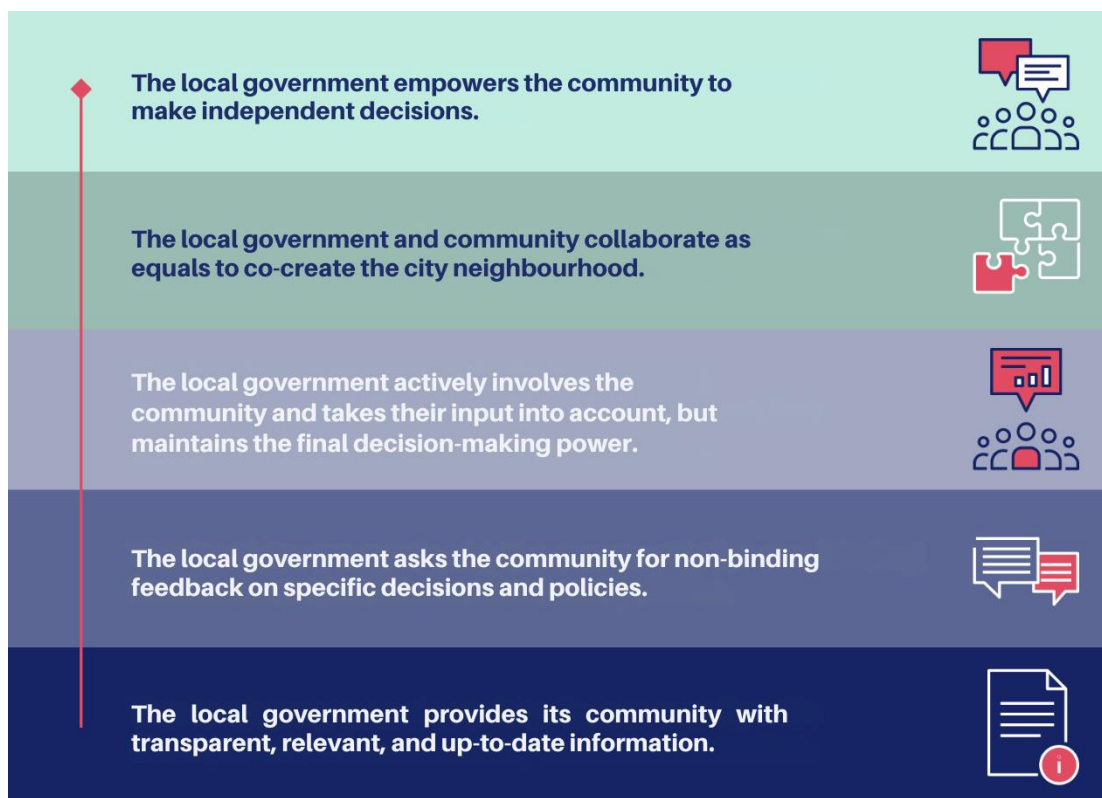 The local government empowers the community to
make independent decisions.
The local government and community collaborate as
equals to co-create the city neighbourhood.
The local government actively involves the
community and takes their input into account, but
maintains the final decision-making power.
The local government asks the community for non-binding
feedback on specific decisions and policies.
The local government provides its community with
transparent, relevant, and up-to-date information.
i